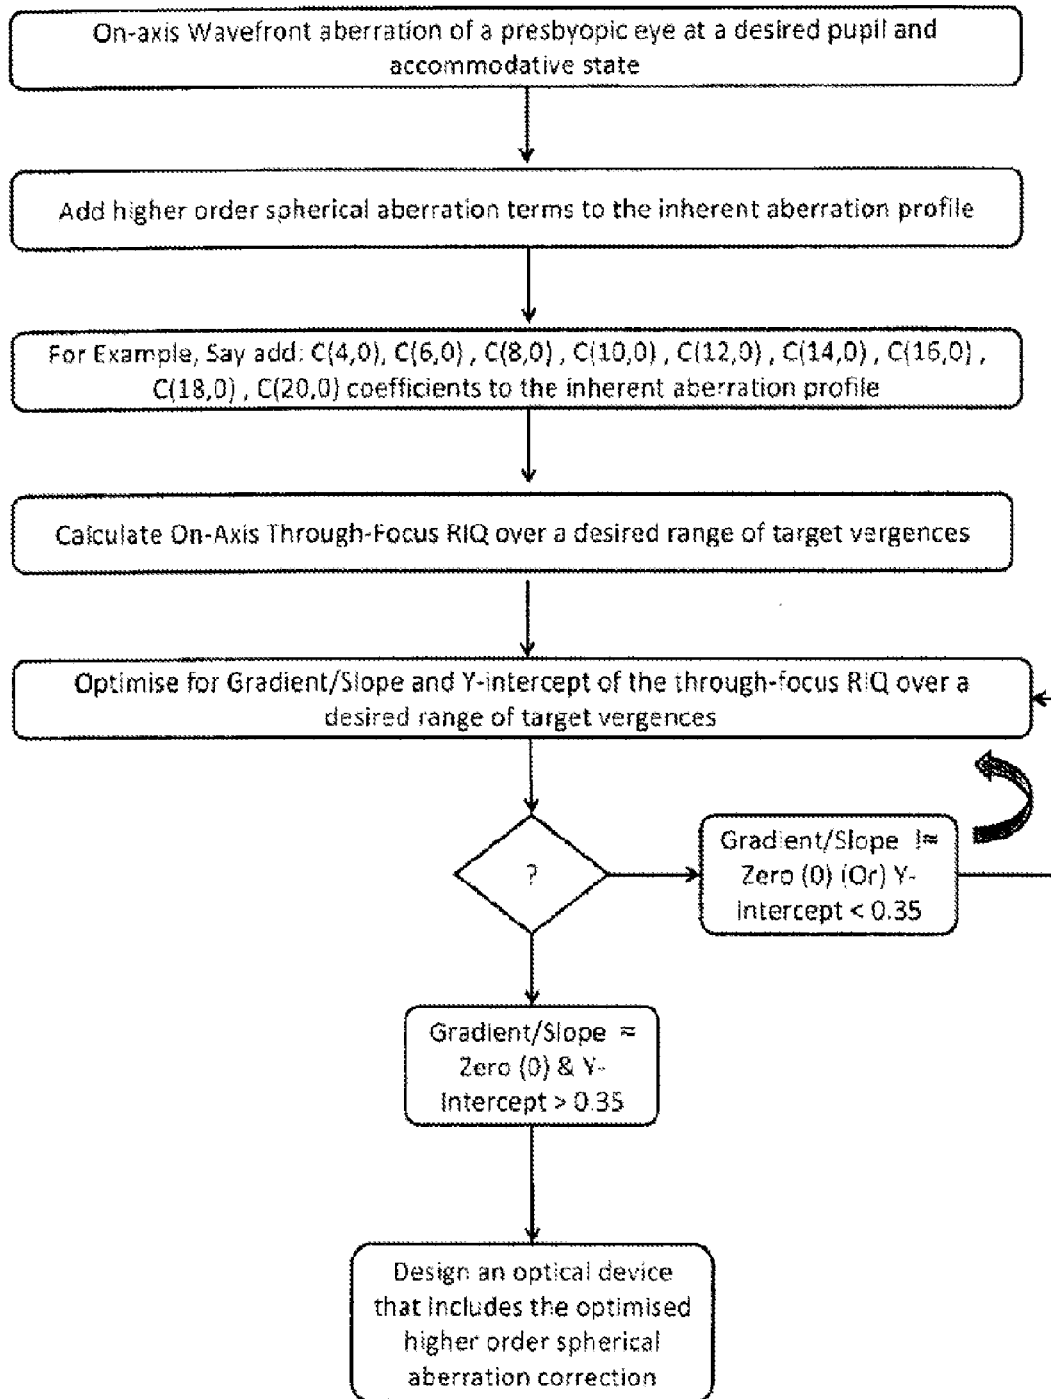 On-axis Wavefront aberration of a presbyopic eye at a desired pupil and
accommodative state
Add higher order spherical aberration terms to the inherent aberration profile
For Example, Say add: C(4,0), C(6,0) , C(8,0) , C(10,0) , C(12,0) , C(14,0) , C(16,0) ,
C(18,0) , C(20,0) coefficients to the inherent aberration profile
Calculate On-Axis Through-Focus RIQ over a desired range of target vergences
Optimise for Gradient/Slope and Y-intercept of the through-focus RIQ over a
desired range of target vergences
?
Gradient/Slope !≈
Zero (0) (Or) Y-
Intercept < 0.35
Gradient/Slope ≈
Zero (0) & Y-
Intercept > 0.35
Design an optical device
that includes the optimised
higher order spherical
aberration correction